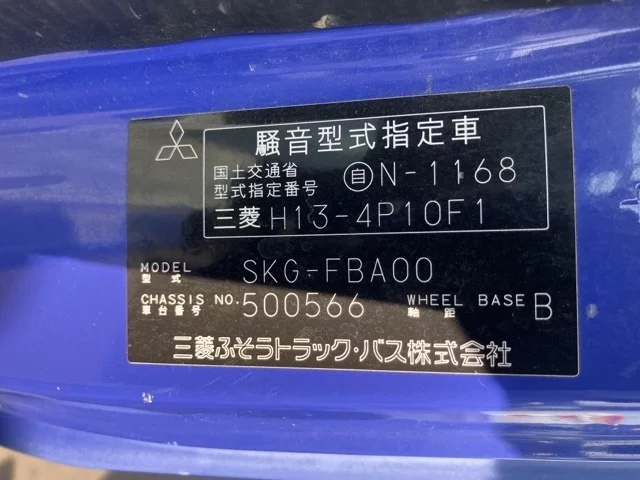 騒音型式指定車
国土交通省
型式指定番号 自N-1168
三菱 H13-4P10F1
MODEL
型式 SKG-FBA00
CHASSIS NO.
車台番号 500566 WHEEL BASE
軸距 B
三菱ふそうトラック・バス株式会社